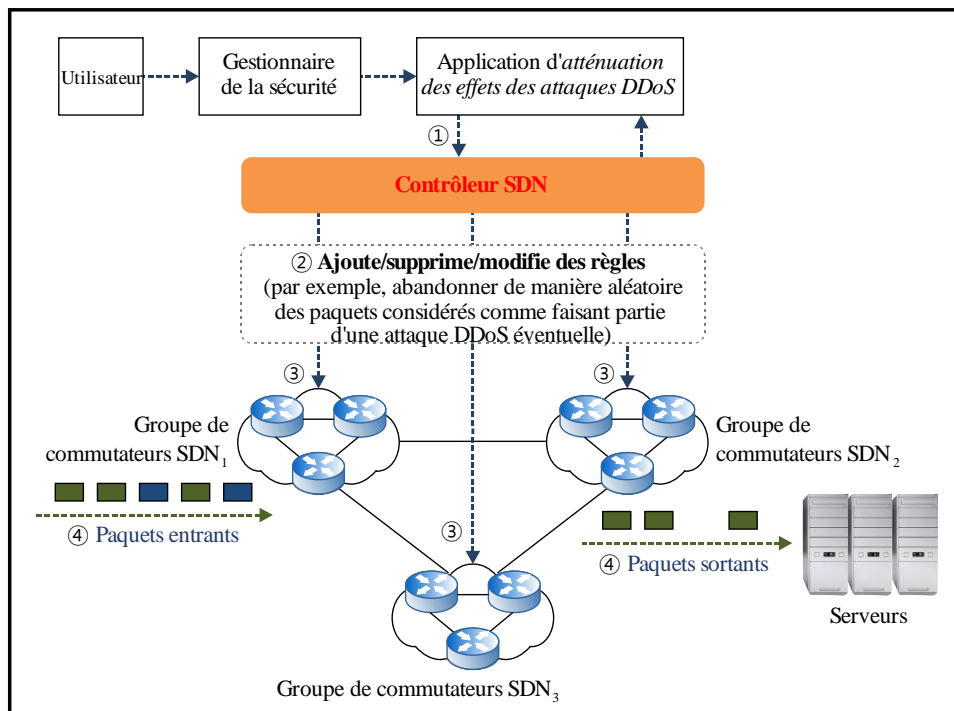 Utilisateur
Gestionnaire
de la sécurité
Application d'atténuation
des effets des attaques DDoS
①
Contrôleur SDN
② Ajoute/supprime/modifie des règles
(par exemple, abandonner de manière aléatoire
des paquets considérés comme faisant partie
d'une attaque DDoS éventuelle)
③
③
Groupe de
commutateurs SDN₁
Groupe de
commutateurs SDN₂
④ Paquets entrants
③
④ Paquets sortants
Serveurs
Groupe de commutateurs SDN₃